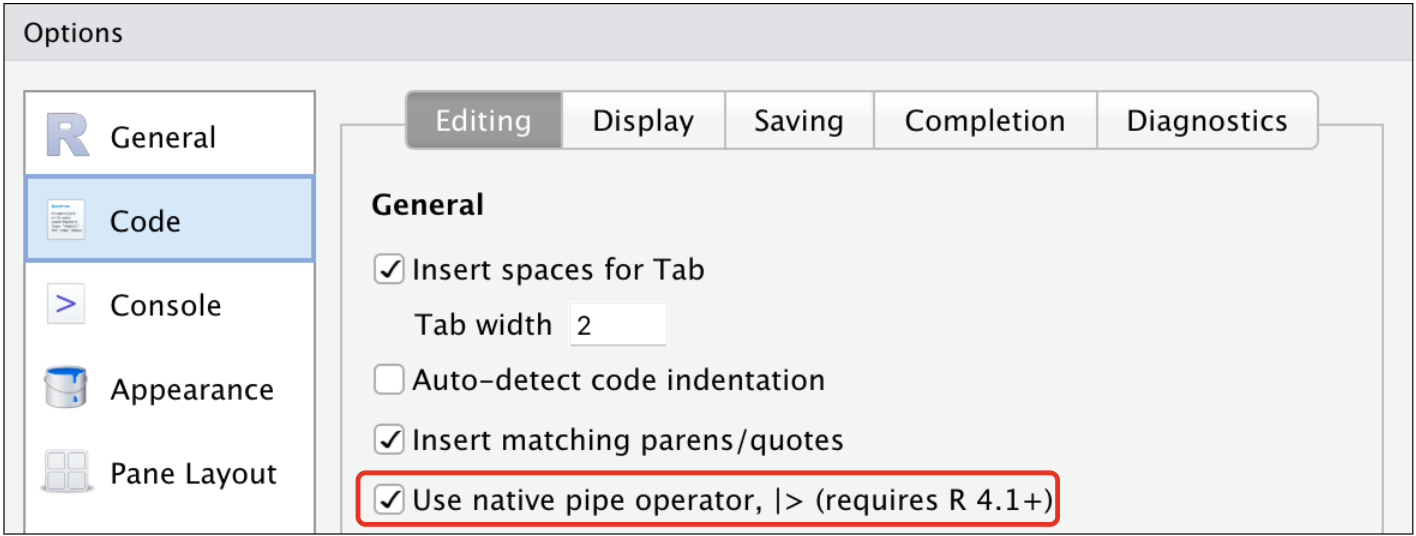 Options
General
Code
Console
Appearance
Pane Layout
Editing Display Saving Completion Diagnostics
General
Insert spaces for Tab
Tab width 2
Auto-detect code indentation
Insert matching parens/quotes
Use native pipe operator, |> (requires R 4.1+)